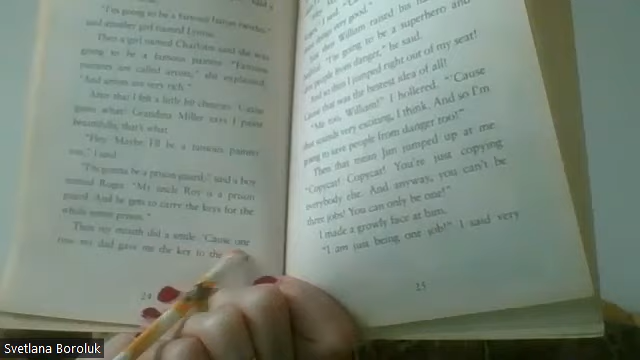 "I'm going to be a famous
said another girl named
Then a girl named Charlotte said she was
going to be a famous painter. "Famous
painters are called artists," she explained.
"And artists are very rich."
After that I felt a little bit cheerier. 'Cause
guess what? Grandma Miller says I paint
beautifully, that's what.
"Hey. Maybe I'll be a famous painter
too," I said.
"I'm gonna be a prison guard," said a boy
named Roger. "My uncle Roy is a prison
guard. And he gets to carry the keys for the
whole entire prison."
Then my mouth did a smile. 'Cause one
time my dad gave me the key to the
24
very good."
Just then William raised his
"I'm going to be a superhero and
people from danger," he said.
And so then I jumped right out of my seat!
'Cause that was the bestest idea of all!
"Me too, William!" I hollered. "'Cause
that sounds very exciting, I think. And so I'm
going to save people from danger too!"
Then that mean Jim jumped up at me
"Copycat! Copycat! You're just copying
everybody else. And anyway, you can't be
three jobs! You can only be one!"
I made a growly face at him.
"I am just being one job!" I said very
25
Svetlana Boroluk